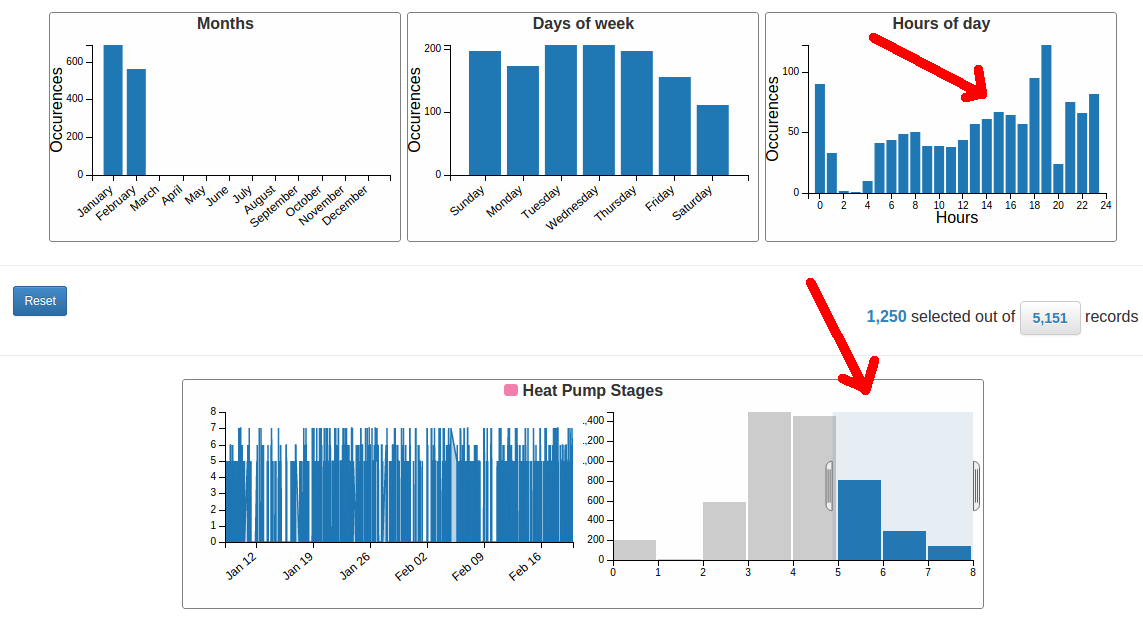 Months
Occurences
600
400
200
0
January
February
March
April
May
June
July
August
September
October
November
December
Days of week
Occurences
200
100
0
Sunday
Monday
Tuesday
Wednesday
Thursday
Friday
Saturday
Hours of day
Occurences
100
50
0
0 2 4 6 8 10 12 14 16 18 20 22 24
Hours
Reset
1,250 selected out of 5,151 records
Heat Pump Stages
8
7
6
5
4
3
2
1
0
Jan 12
Jan 19
Jan 26
Feb 02
Feb 09
Feb 16
,400
,200
,000
800
600
400
200
0
0 1 2 3 4 5 6 7 8